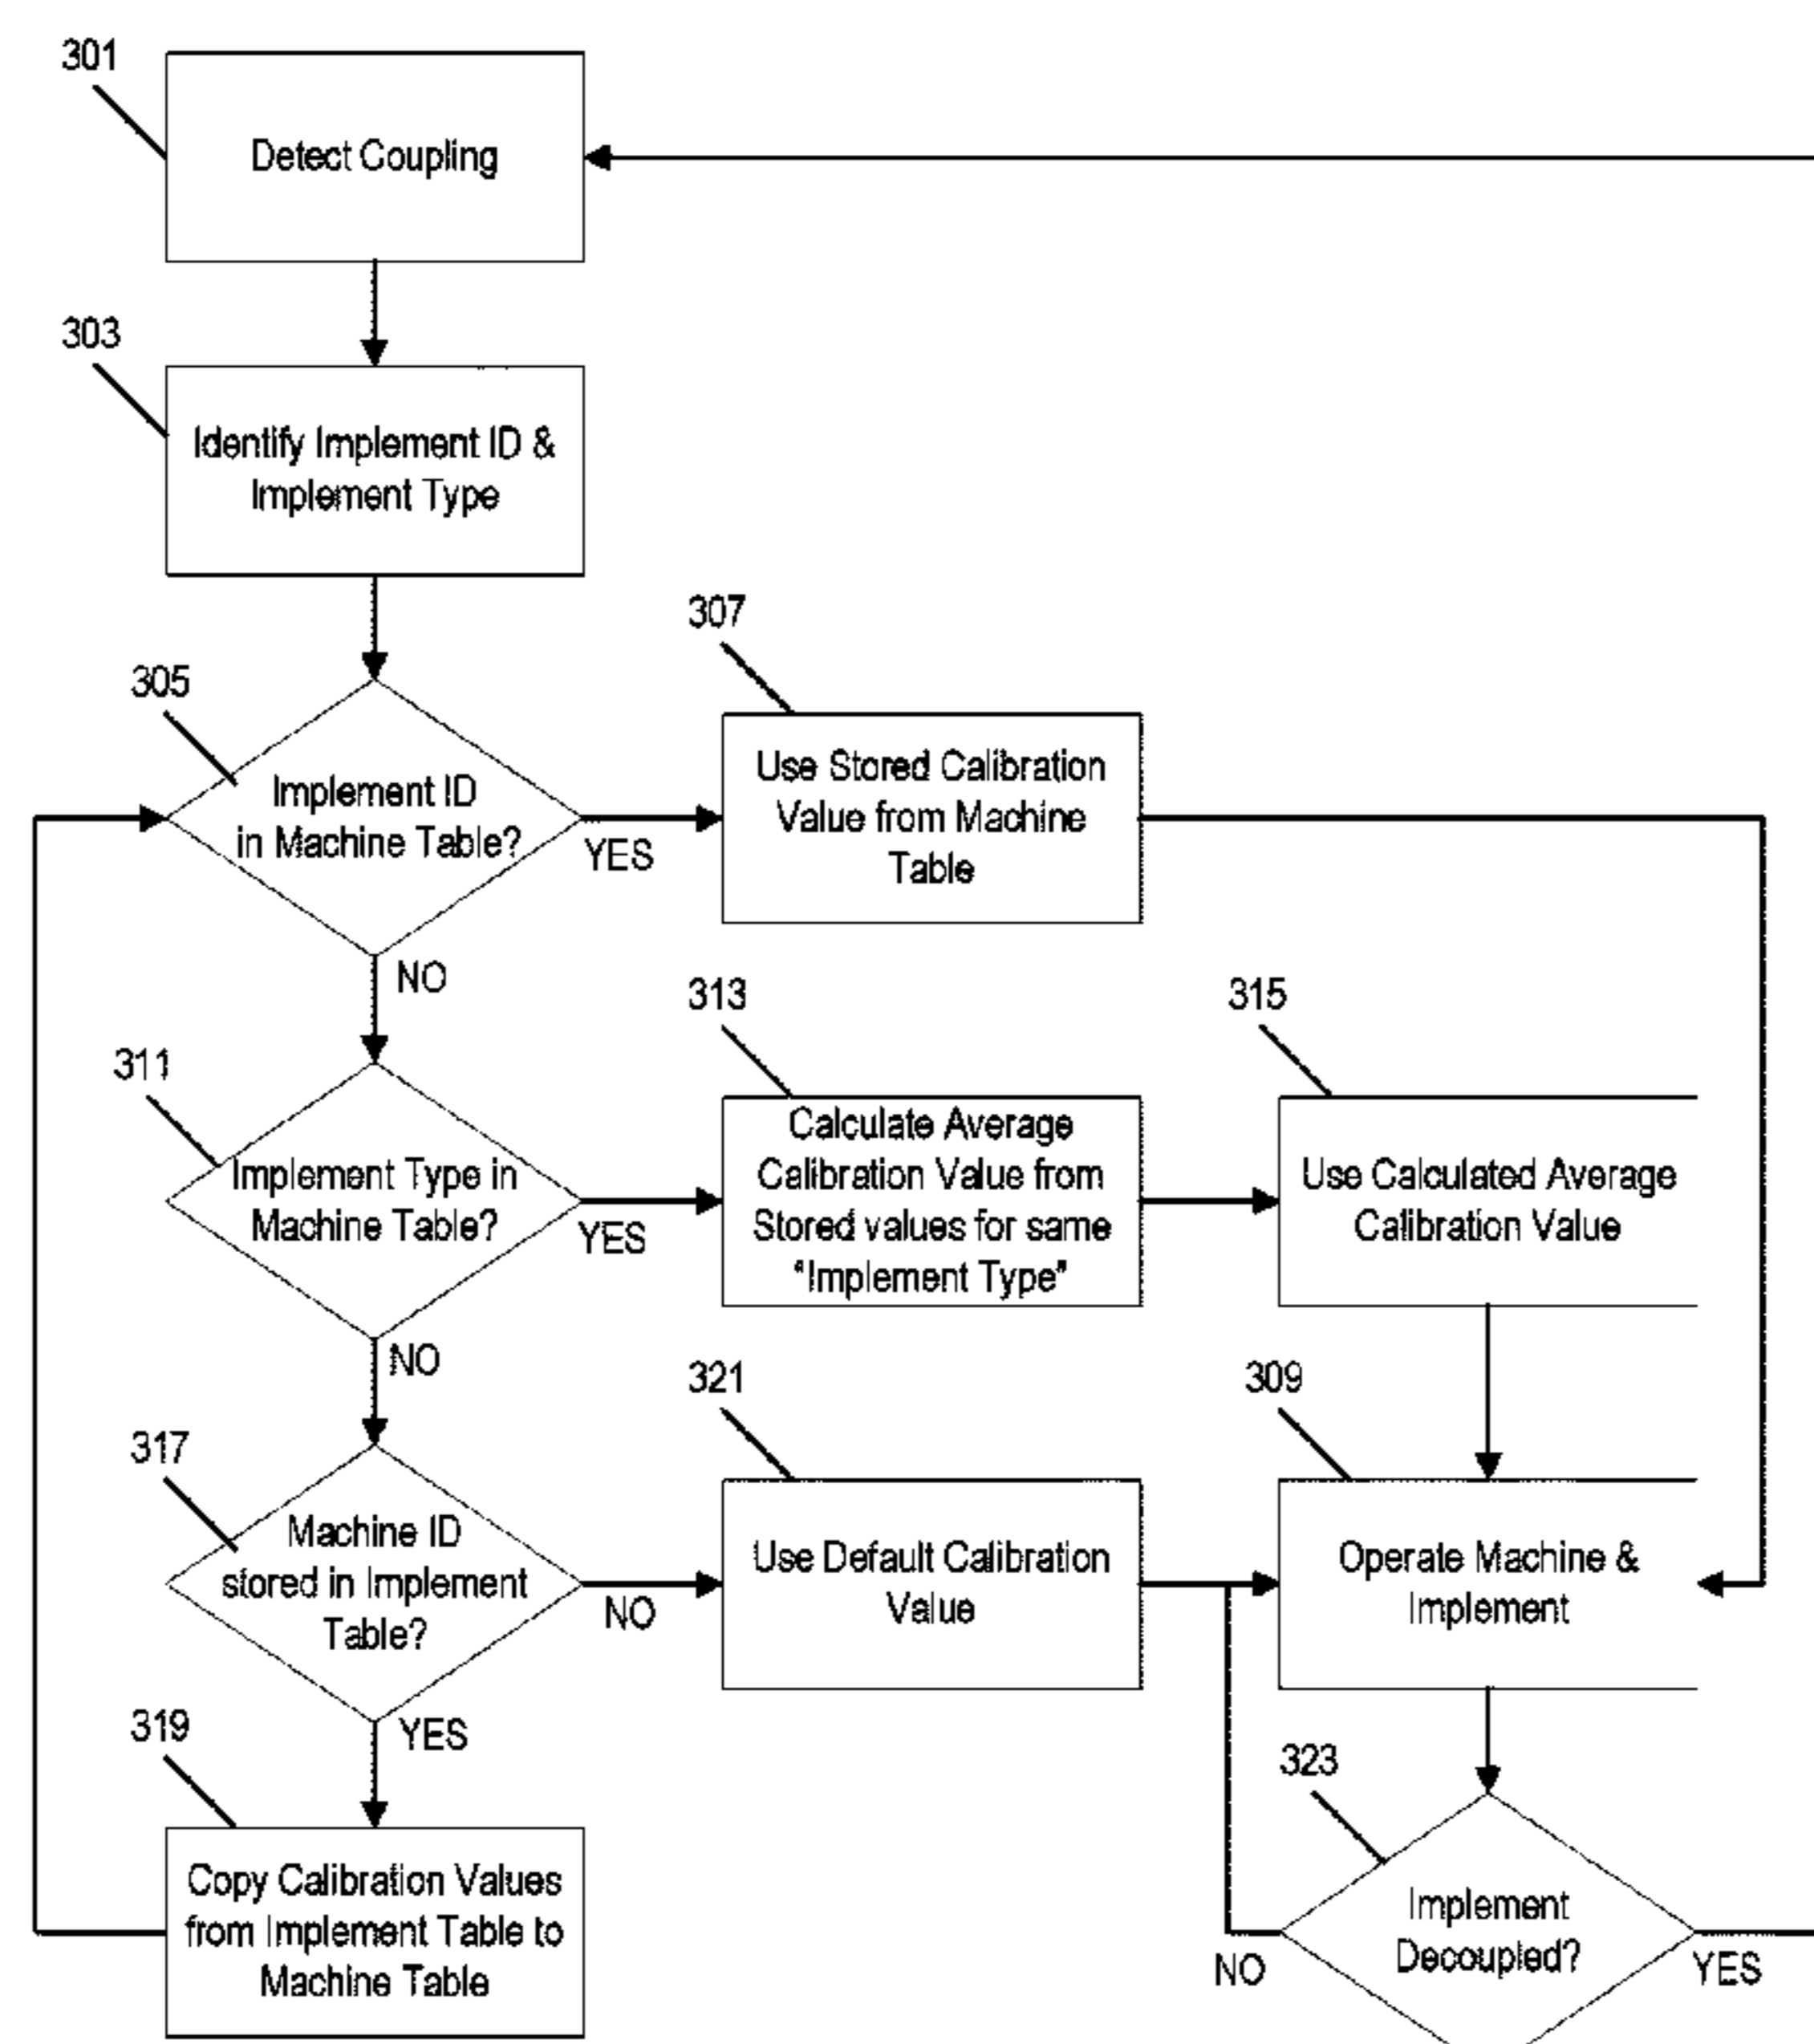 301
Detect Coupling
303
Identify Implement ID &
Implement Type
305
Implement ID
in Machine Table?
YES
NO
307
Use Stored Calibration
Value from Machine
Table
311
Implement Type in
Machine Table?
YES
NO
313
Calculate Average
Calibration Value from
Stored values for same
"Implement Type"
315
Use Calculated Average
Calibration Value
317
Machine ID
stored in Implement
Table?
NO
YES
321
Use Default Calibration
Value
309
Operate Machine &
Implement
319
Copy Calibration Values
from Implement Table to
Machine Table
323
Implement
Decoupled?
NO
YES